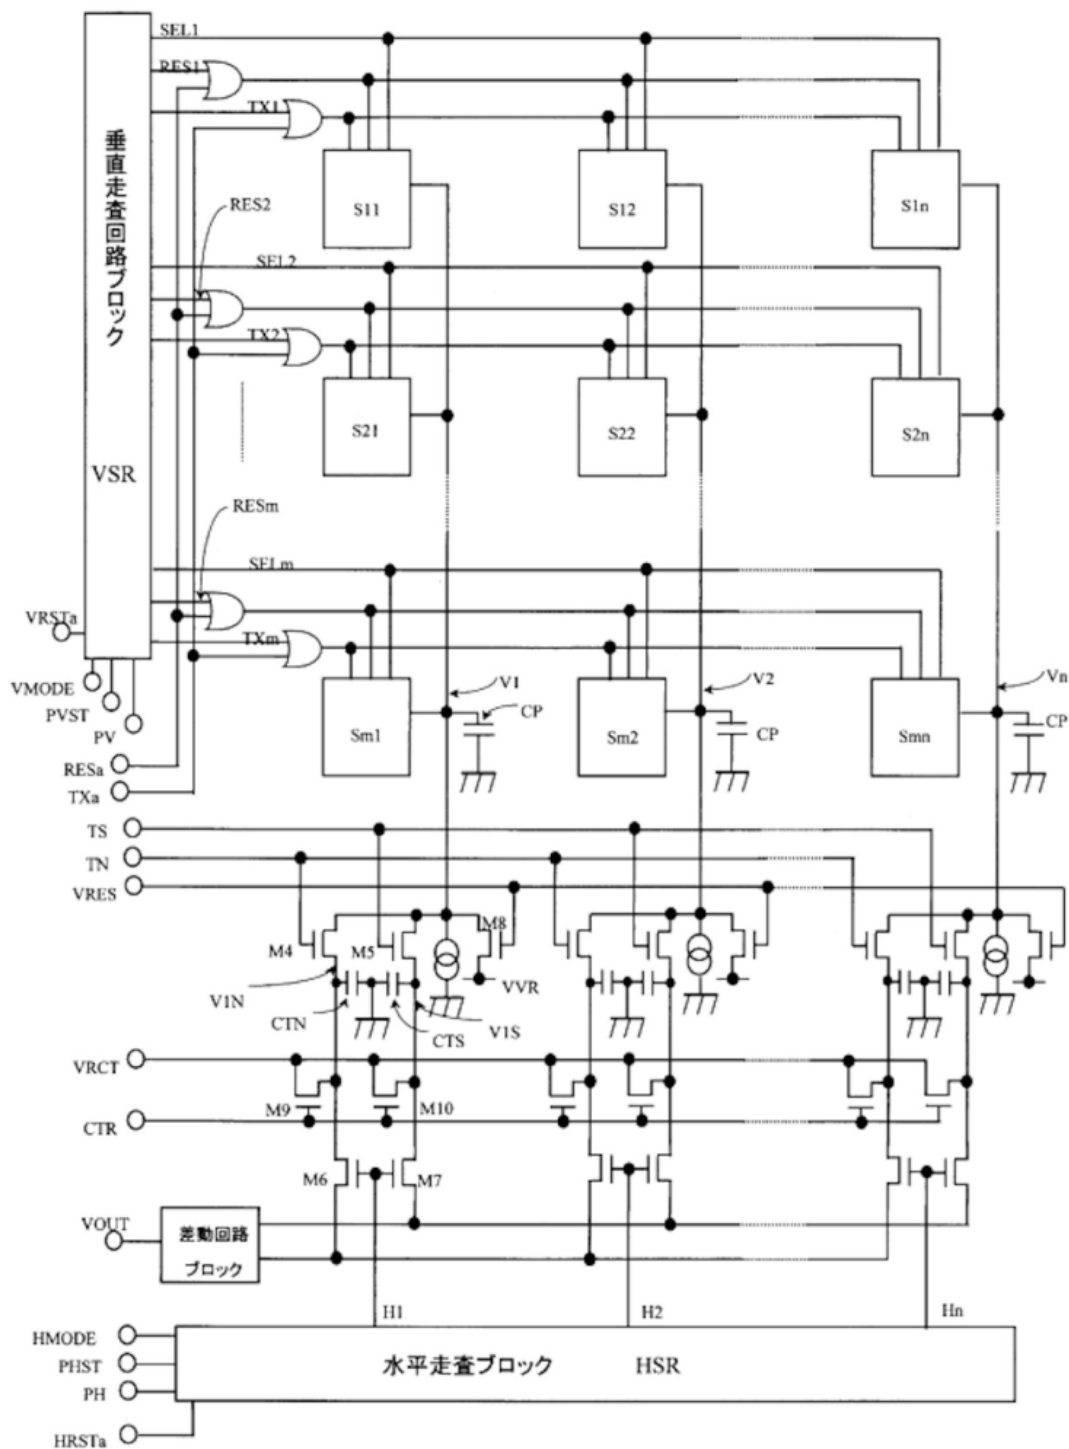 SEL1
RES1
TX1
垂直走査回路ブロック
VSR
S11
S12
S1n
RES2
SEL2
TX2
S21
S22
S2n
RESm
SELm
VRSTa
TXm
VMODE
PVST
PV
V1
V2
Vn
CP
CP
CP
Sm1
Sm2
Smn
RESa
TXa
TS
TN
VRES
M4
M5
M8
VVR
V1N
CTN
CTS
V1S
VRCT
M9
M10
CTR
M6
M7
VOUT
差動回路
ブロック
H1
H2
Hn
HMODE
PHST
PH
HRSTa
水平走査ブロック HSR